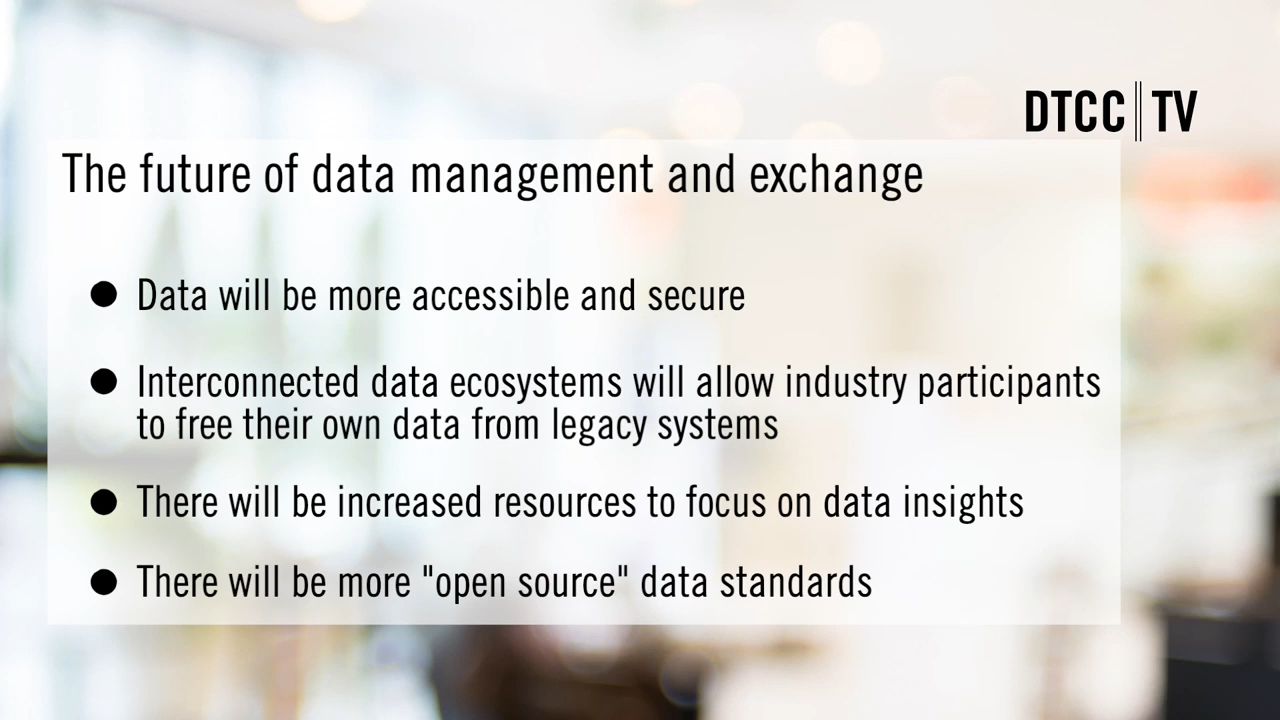 DTCC TV
The future of data management and exchange
● Data will be more accessible and secure
● Interconnected data ecosystems will allow industry participants
to free their own data from legacy systems
● There will be increased resources to focus on data insights
● There will be more "open source" data standards